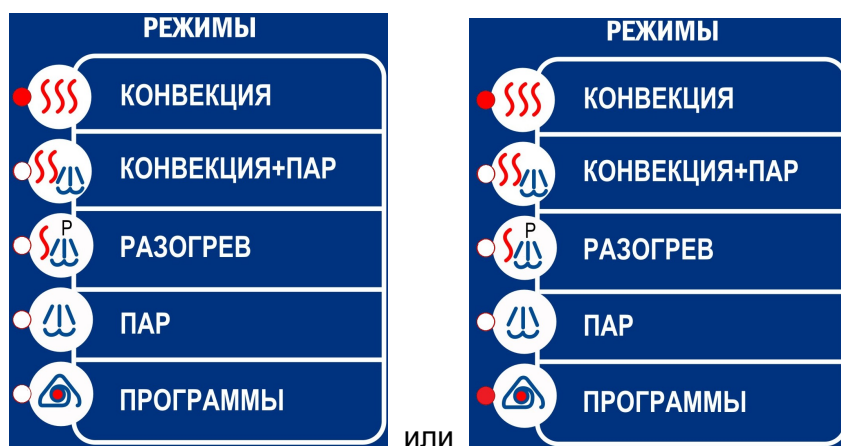 РЕЖИМЫ
КОНВЕКЦИЯ
КОНВЕКЦИЯ+ПАР
P
РАЗОГРЕВ
ПАР
ПРОГРАММЫ
или
РЕЖИМЫ
КОНВЕКЦИЯ
КОНВЕКЦИЯ+ПАР
P
РАЗОГРЕВ
ПАР
ПРОГРАММЫ